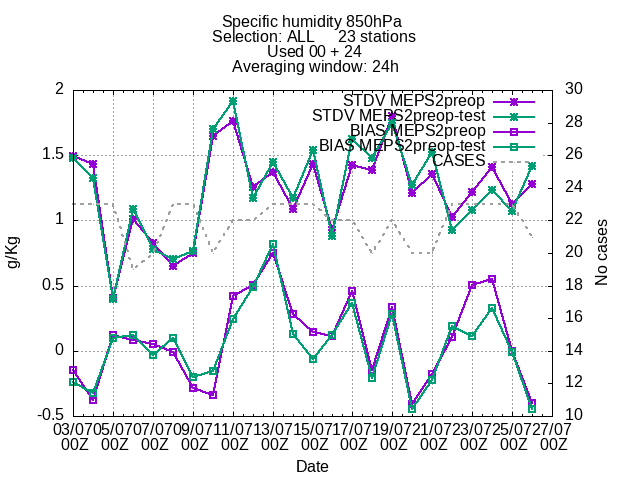 Specific humidity 850hPa
Selection: ALL 23 stations
Used 00 + 24
Averaging window: 24h
2 30
STDV MEPS2preop
STDV MEPS2preop-test 28
BIAS MEPS2preop
BIAS MEPS2preop-test
1.5 CASES 26
24
1 22
g/Kg No cases
20
0.5 18
16
0 14
12
-0.5 10
03/07 05/07 07/07 09/07 11/07 13/07 15/07 17/07 19/07 21/07 23/07 25/07 27/07
00Z 00Z 00Z 00Z 00Z 00Z 00Z 00Z 00Z 00Z 00Z 00Z 00Z
Date